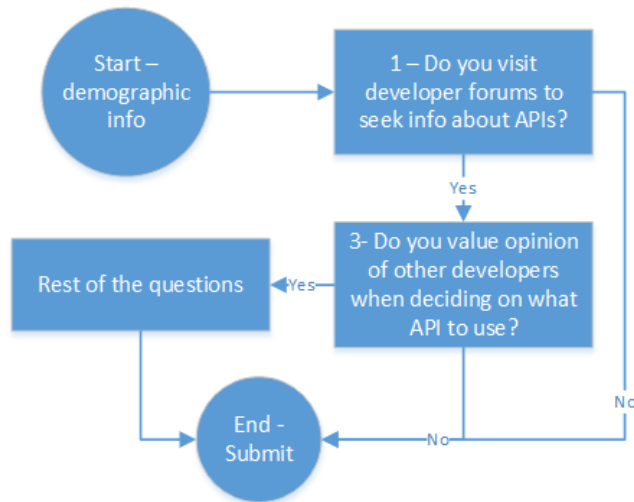 Start –
demographic
info
1 – Do you visit
developer forums to
seek info about APIs?
Yes
3- Do you value opinion
of other developers
when deciding on what
API to use?
Yes
Rest of the questions
No
No
End -
Submit